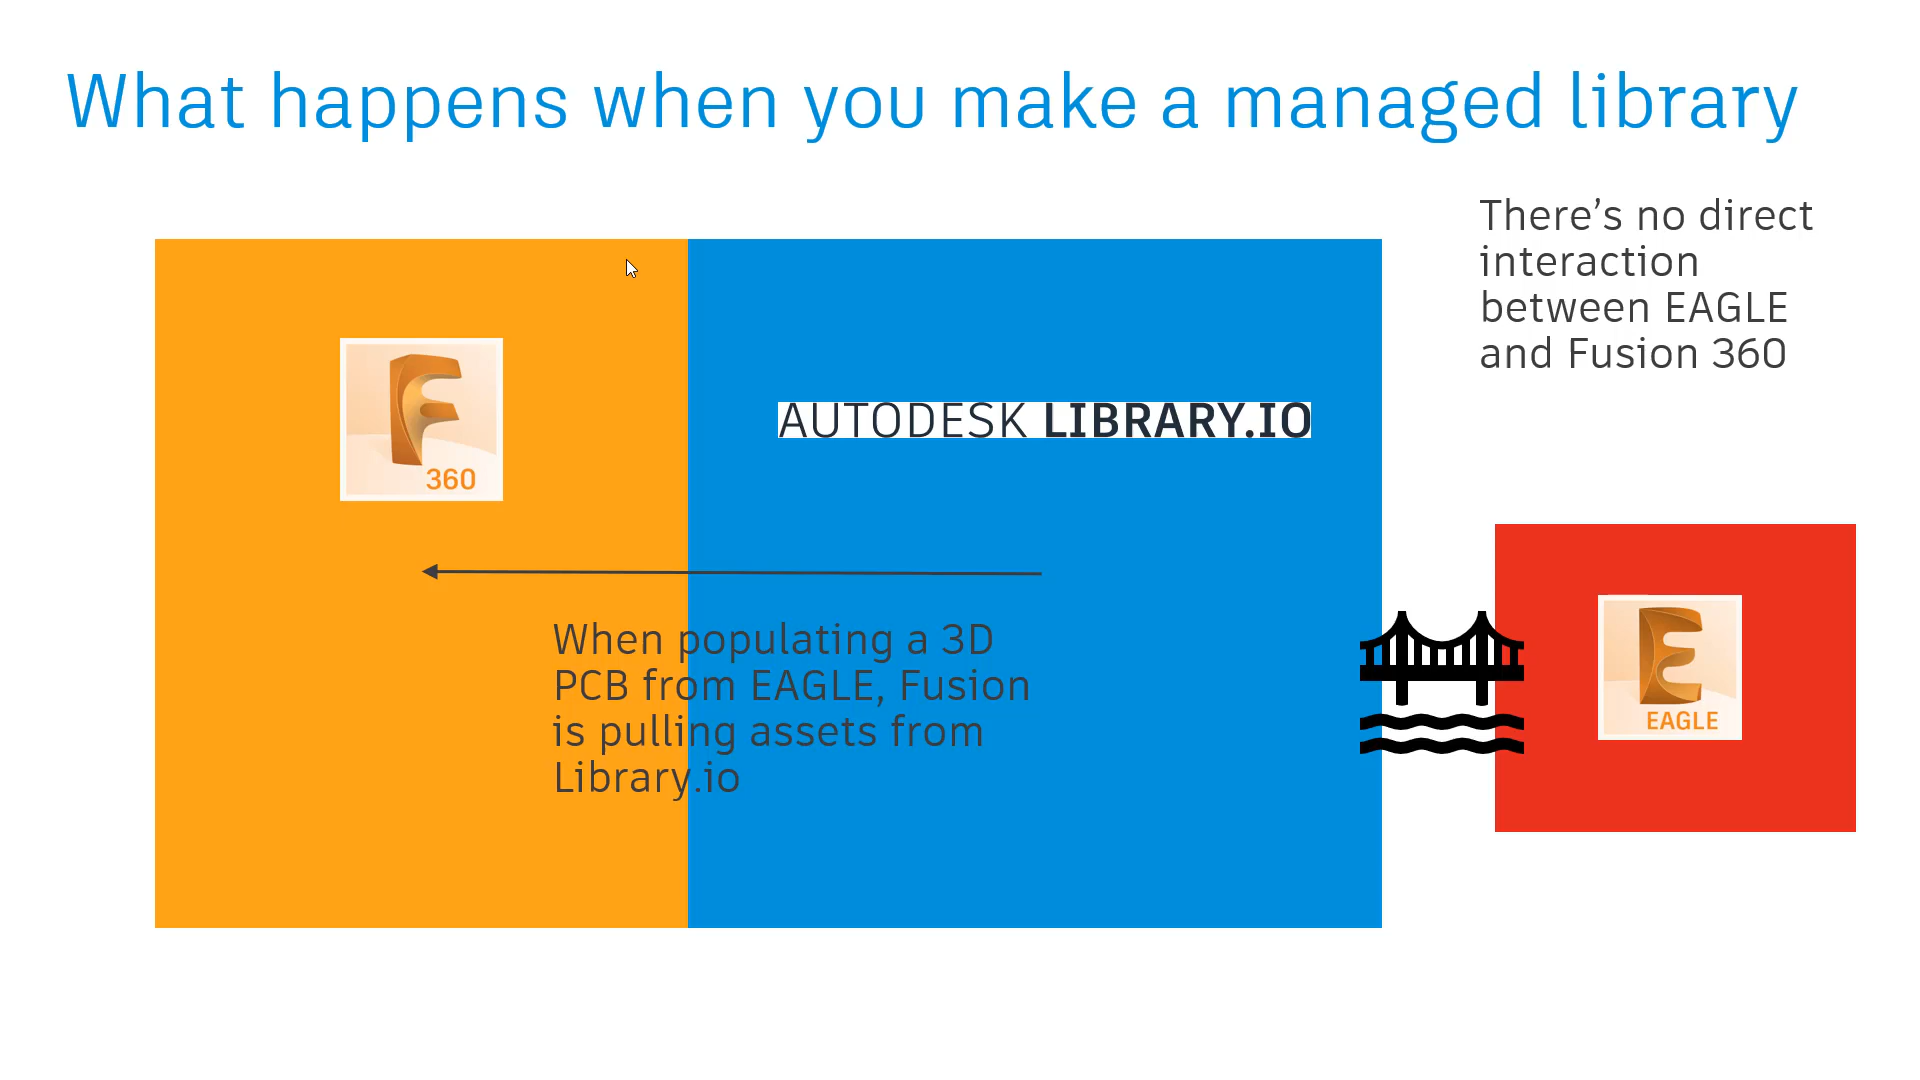 What happens when you make a managed library
There’s no direct
interaction
between EAGLE
and Fusion 360
360
AUTODESK LIBRARY.IO
When populating a 3D
PCB from EAGLE, Fusion
is pulling assets from
Library.io
EAGLE